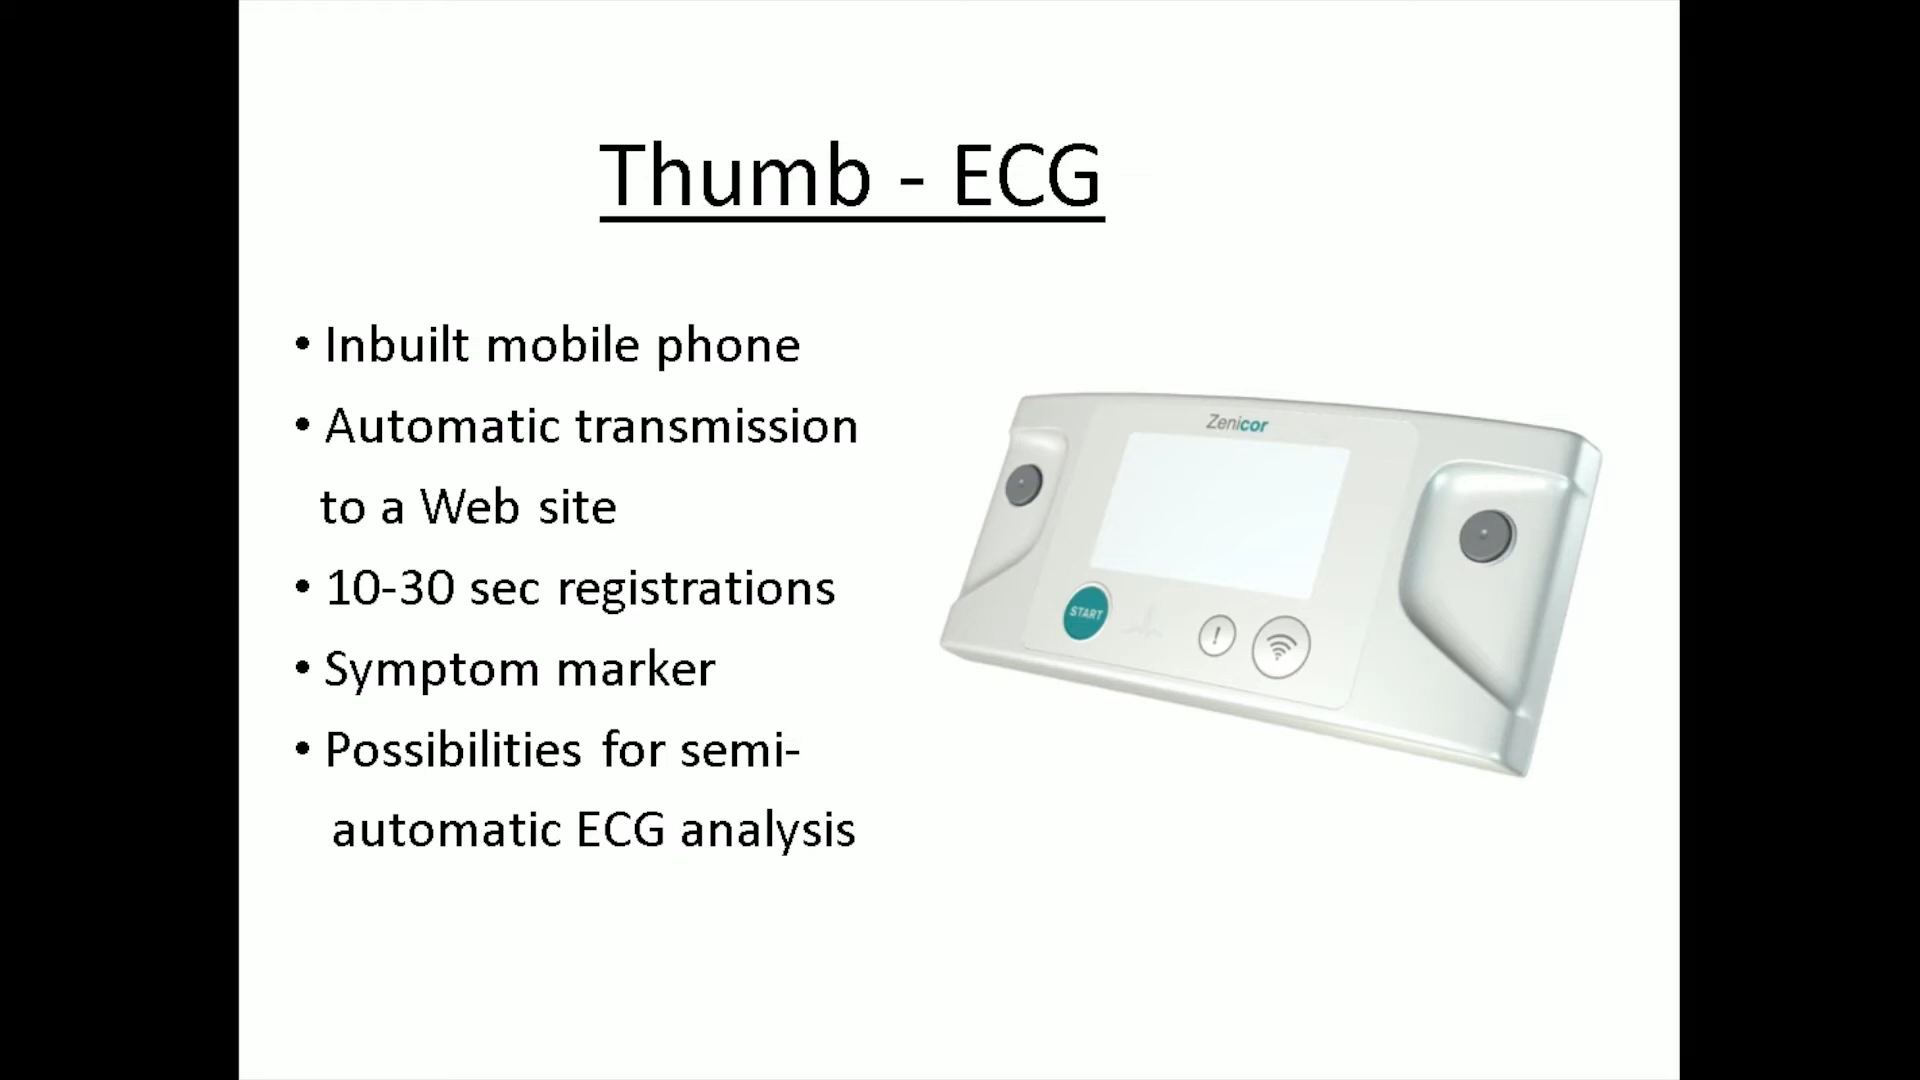 Thumb - ECG
• Inbuilt mobile phone
• Automatic transmission
to a Web site
• 10-30 sec registrations
• Symptom marker
• Possibilities for semi-
automatic ECG analysis
Zenicor
START
!